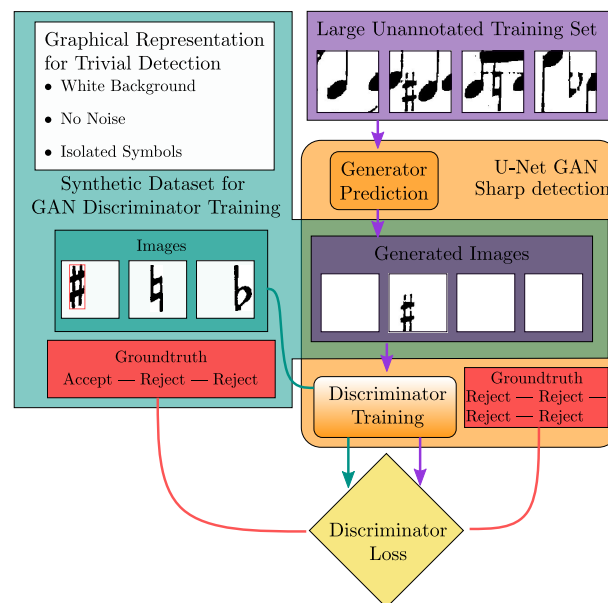 Graphical Representation
for Trivial Detection
• White Background
• No Noise
• Isolated Symbols
Synthetic Dataset for
GAN Discriminator Training
Images
Groundtruth
Accept — Reject — Reject
Large Unannotated Training Set
Generator
Prediction
U-Net GAN
Sharp detection
Generated Images
Discriminator
Training
Groundtruth
Reject — Reject —
Reject — Reject
Discriminator
Loss